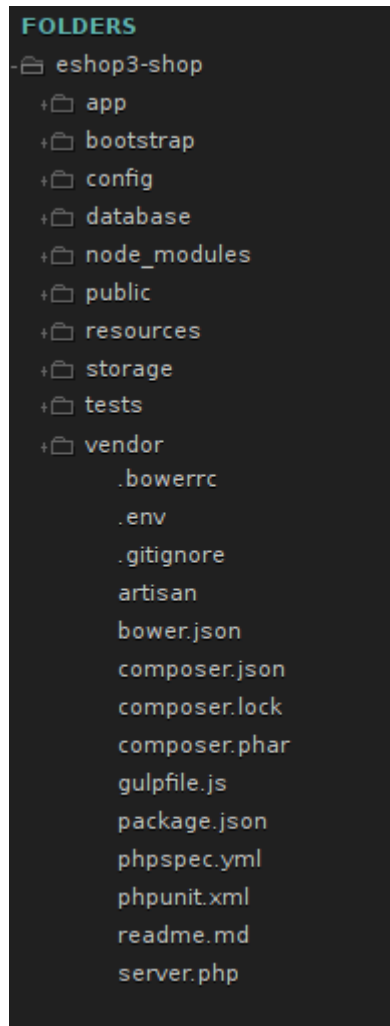 FOLDERS
eshop3-shop
app
bootstrap
config
database
node_modules
public
resources
storage
tests
vendor
.bowerrc
.env
.gitignore
artisan
bower.json
composer.json
composer.lock
composer.phar
gulpfile.js
package.json
phpspec.yml
phpunit.xml
readme.md
server.php